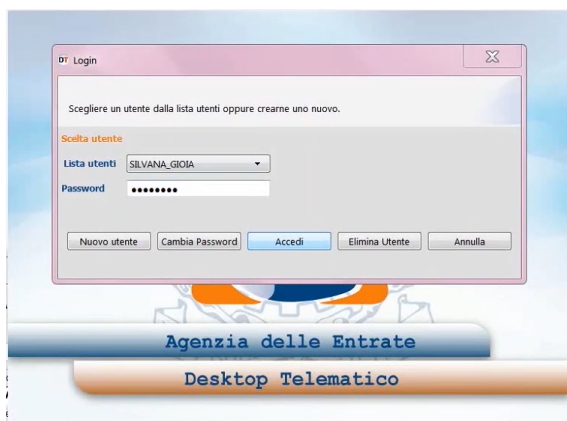 DT Login
Scegliere un utente dalla lista utenti oppure crearne uno nuovo.
Scelta utente
Lista utenti SILVANA_GIOIA
Password ●●●●●●●●
Nuovo utente Cambia Password Accedi Elimina Utente Annulla
Agenzia delle Entrate
Desktop Telematico